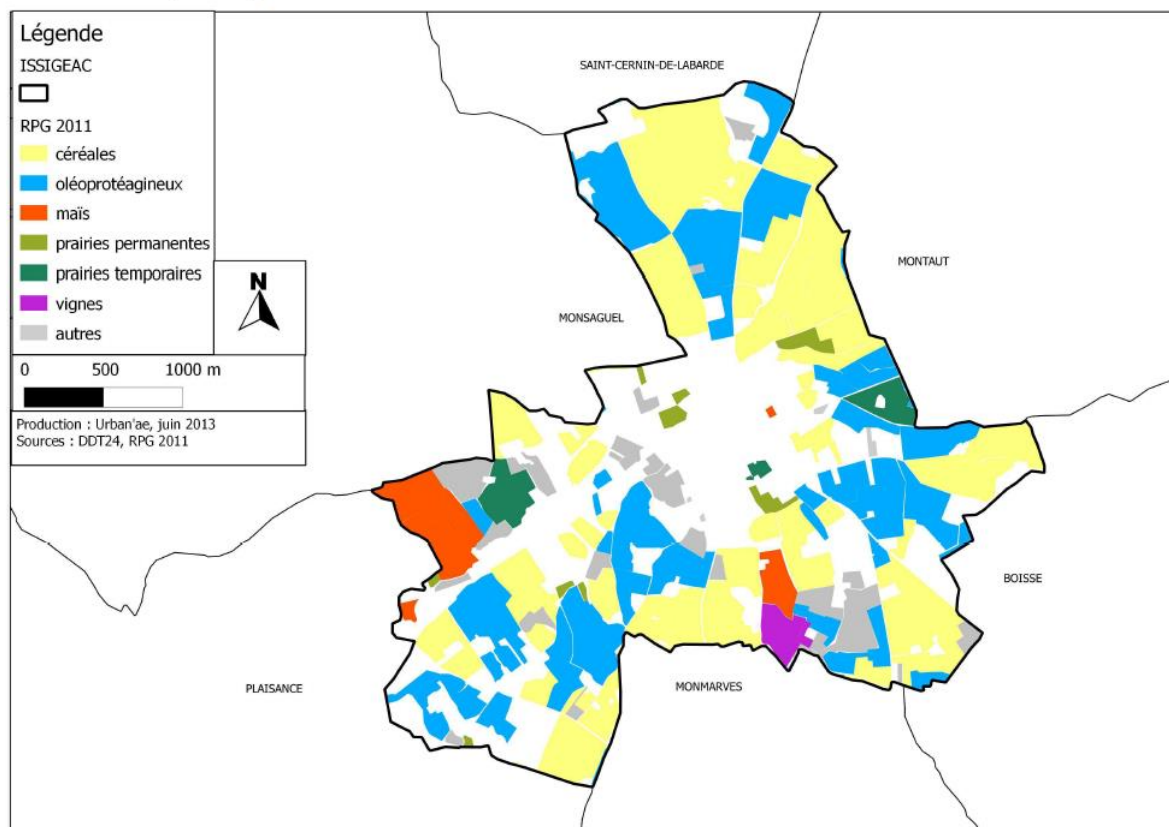 Légende
ISSIGEAC
RPG 2011
céréales
oléoprotéagineux
maïs
prairies permanentes
prairies temporaires
vignes
autres
N
0 500 1000 m
Production : Urban'ae, juin 2013
Sources : DDT24, RPG 2011
SAINT-CERNIN-DE-LABARDE
MONTAUT
MONSAGUEL
BOISSE
PLAISANCE
MONMARVES